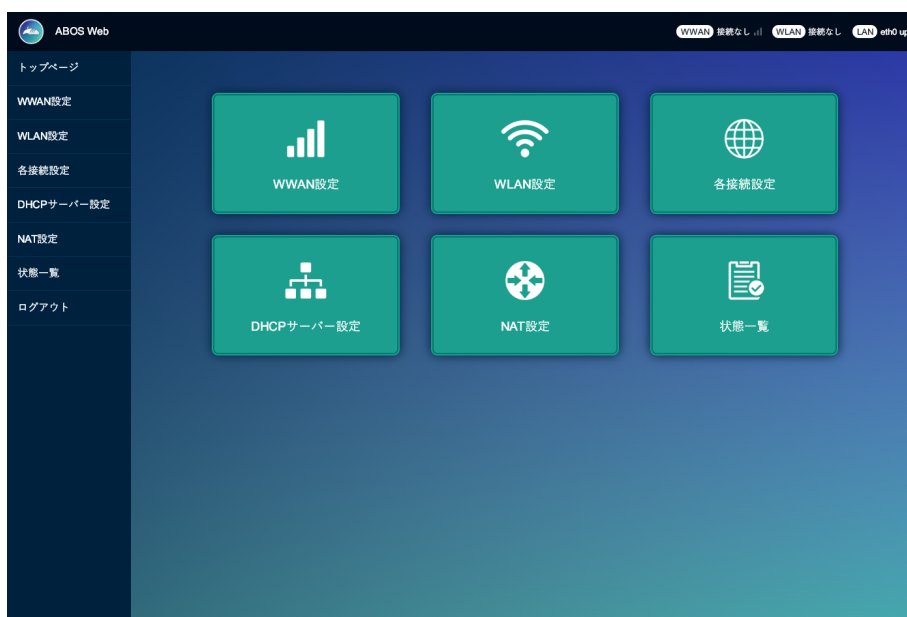 ABOS Web
WWAN 接続なし WLAN 接続なし LAN eth0 up
トップページ
WWAN設定
WLAN設定
各接続設定
DHCPサーバー設定
NAT設定
状態一覧
ログアウト
WWAN設定
WLAN設定
各接続設定
DHCPサーバー設定
NAT設定
状態一覧